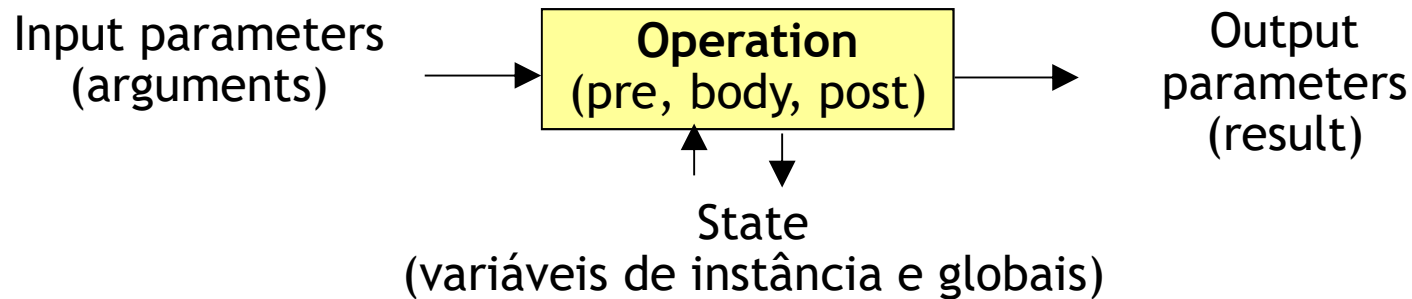 Input parameters
(arguments)
Operation
(pre, body, post)
Output
parameters
(result)
State
(variáveis de instância e globais)